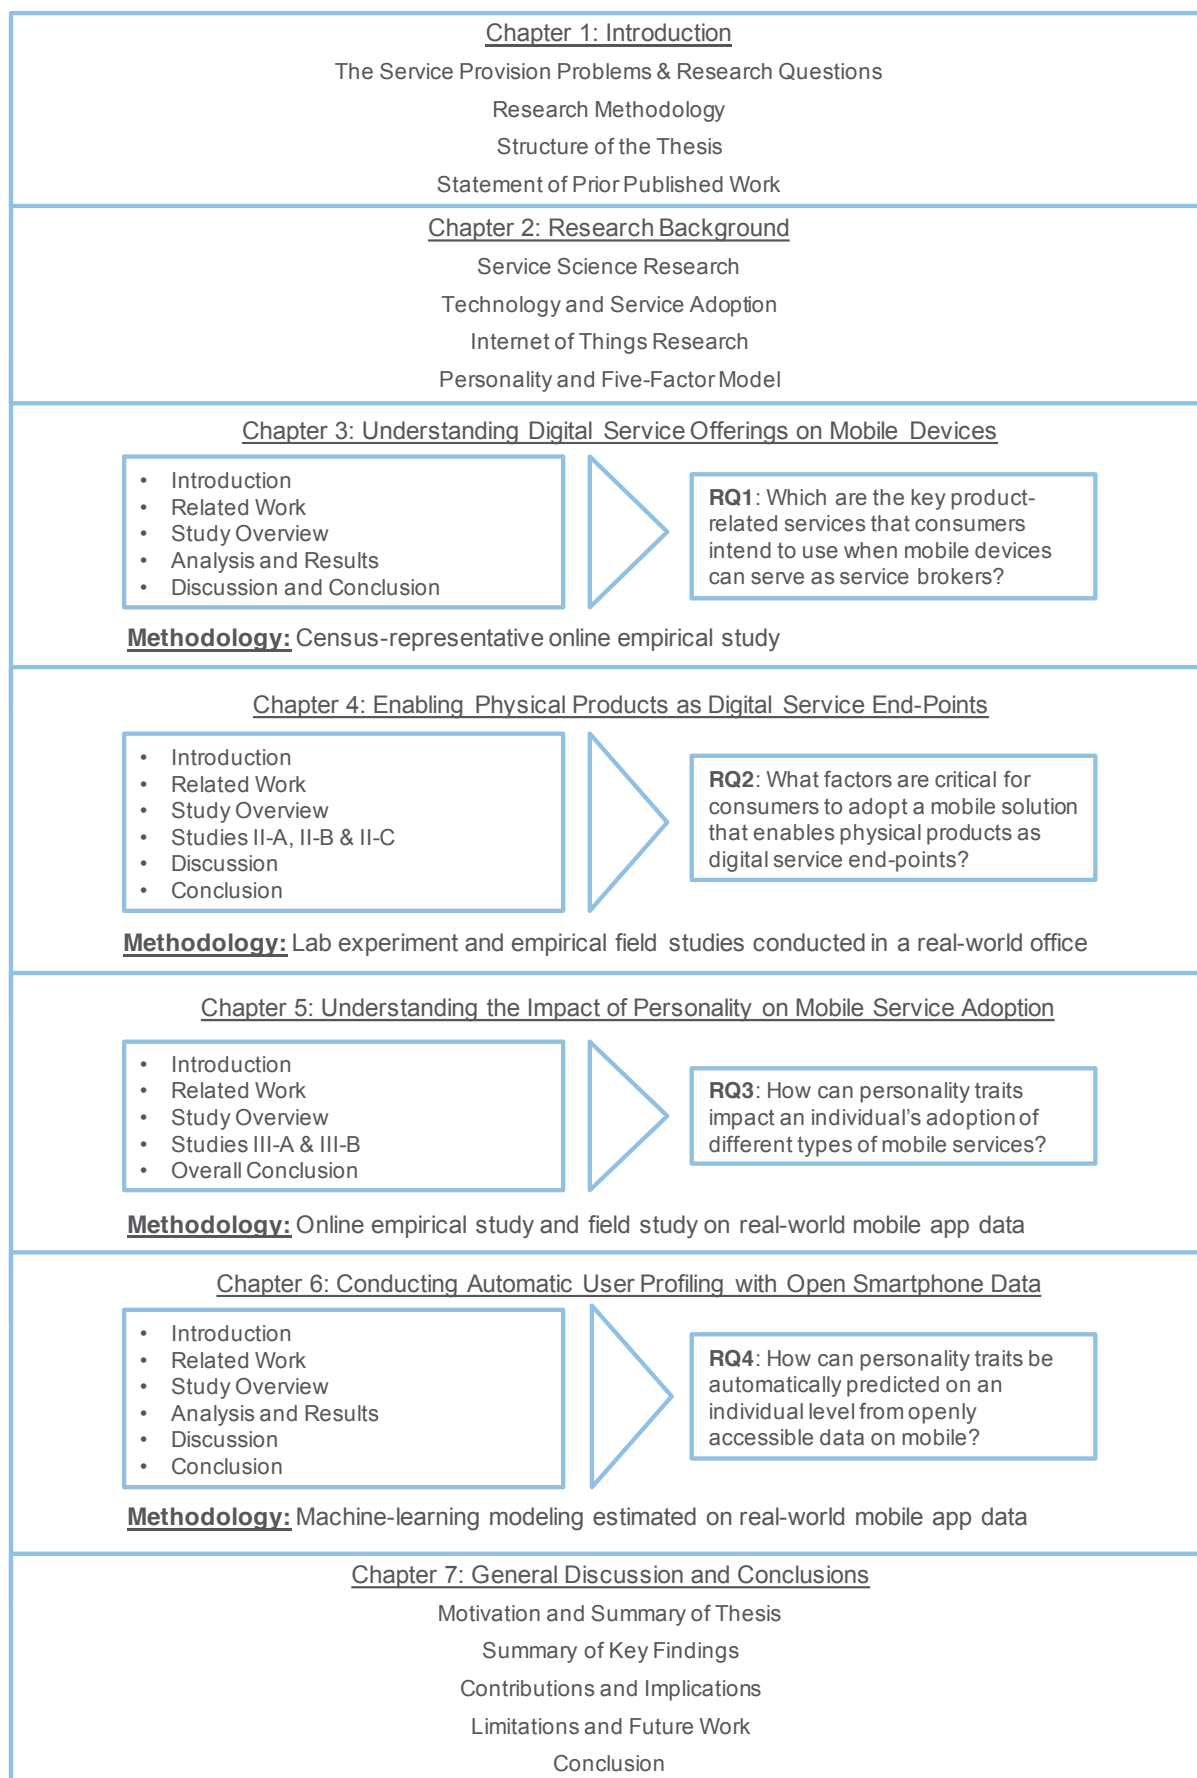 Chapter 1: Introduction
The Service Provision Problems & Research Questions
Research Methodology
Structure of the Thesis
Statement of Prior Published Work
Chapter 2: Research Background
Service Science Research
Technology and Service Adoption
Internet of Things Research
Personality and Five-Factor Model
Chapter 3: Understanding Digital Service Offerings on Mobile Devices
• Introduction
• Related Work
• Study Overview
• Analysis and Results
• Discussion and Conclusion
RQ1: Which are the key product-
related services that consumers
intend to use when mobile devices
can serve as service brokers?
Methodology: Census-representative online empirical study
Chapter 4: Enabling Physical Products as Digital Service End-Points
• Introduction
• Related Work
• Study Overview
• Studies II-A, II-B & II-C
• Discussion
• Conclusion
RQ2: What factors are critical for
consumers to adopt a mobile solution
that enables physical products as
digital service end-points?
Methodology: Lab experiment and empirical field studies conducted in a real-world office
Chapter 5: Understanding the Impact of Personality on Mobile Service Adoption
• Introduction
• Related Work
• Study Overview
• Studies III-A & III-B
• Overall Conclusion
RQ3: How can personality traits
impact an individual's adoption of
different types of mobile services?
Methodology: Online empirical study and field study on real-world mobile app data
Chapter 6: Conducting Automatic User Profiling with Open Smartphone Data
• Introduction
• Related Work
• Study Overview
• Analysis and Results
• Discussion
• Conclusion
RQ4: How can personality traits be
automatically predicted on an
individual level from openly
accessible data on mobile?
Methodology: Machine-learning modeling estimated on real-world mobile app data
Chapter 7: General Discussion and Conclusions
Motivation and Summary of Thesis
Summary of Key Findings
Contributions and Implications
Limitations and Future Work
Conclusion